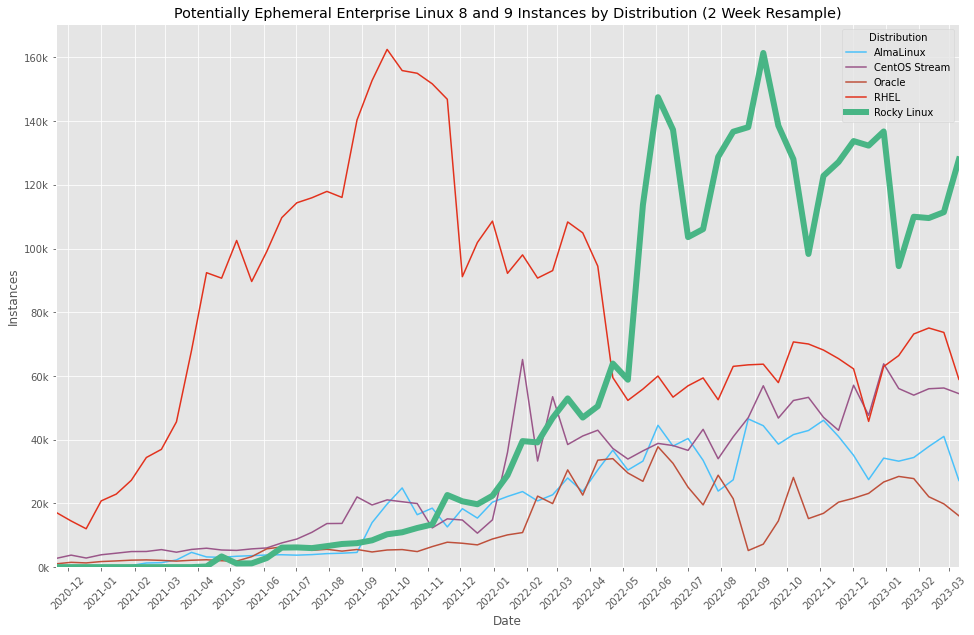 Potentially Ephemeral Enterprise Linux 8 and 9 Instances by Distribution (2 Week Resample)
Distribution
AlmaLinux
CentOS Stream
Oracle
RHEL
Rocky Linux
160k
140k
120k
100k
80k
60k
40k
20k
0k
Instances
2020-12
2021-01
2021-02
2021-03
2021-04
2021-05
2021-06
2021-07
2021-08
2021-09
2021-10
2021-11
2021-12
2022-01
2022-02
2022-03
2022-04
2022-05
2022-06
2022-07
2022-08
2022-09
2022-10
2022-11
2022-12
2023-01
2023-02
2023-03
Date